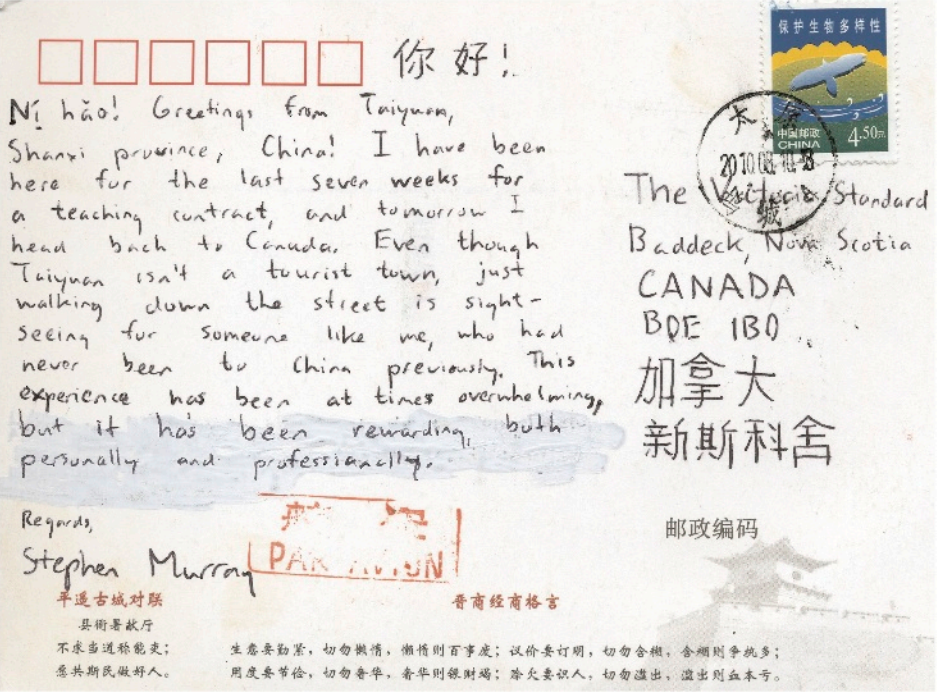 你好!
保护生物多样性
中国邮政
CHINA 4.50元
太原
城
Ní hǎo! Greetings from Taiyuan,
Shanxi province, China! I have been
here for the last seven weeks for
a teaching contract, and tomorrow I
head back to Canada. Even though
Taiyuan isn't a tourist town, just
walking down the street is sight-
seeing for someone like me, who had
never been to China previously. This
experience has been at times overwhelming,
but it has been rewarding, both
personally and professionally.
Regards,
Stephen Murray
The Victoria Standard
Baddeck, Nova Scotia
CANADA
B0E 1B0
加拿大
新斯科舍
PAR AVION
邮政编码
平遥古城对联
县衙署献厅
不求当道称能吏；
愿共斯民做好人。
晋商经商格言
生意要勤紧，切勿懒惰，懒惰则百事废；议价要订明，切勿含糊，含糊则争执多；
用度要节俭，切勿奢华，奢华则银财竭；赊欠要识人，切勿滥出，滥出则血本亏。